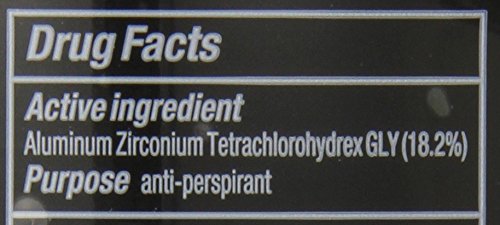 Drug Facts
Active ingredient
Aluminum Zirconium Tetrachlorohydrex GLY (18.2%)
Purpose anti-perspirant